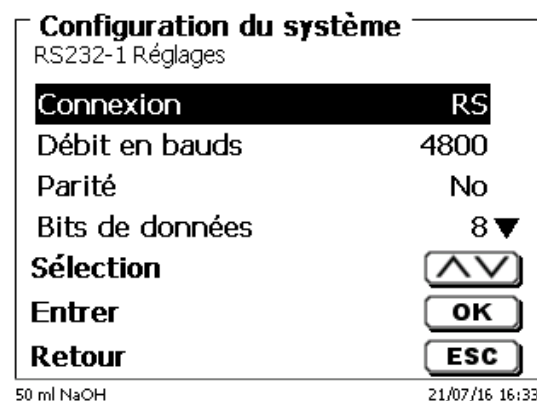 Configuration du système
RS232-1 Réglages
Connexion RS
Débit en bauds 4800
Parité No
Bits de données 8 ▼
Sélection
Entrer OK
Retour ESC
50 ml NaOH 21/07/16 16:33